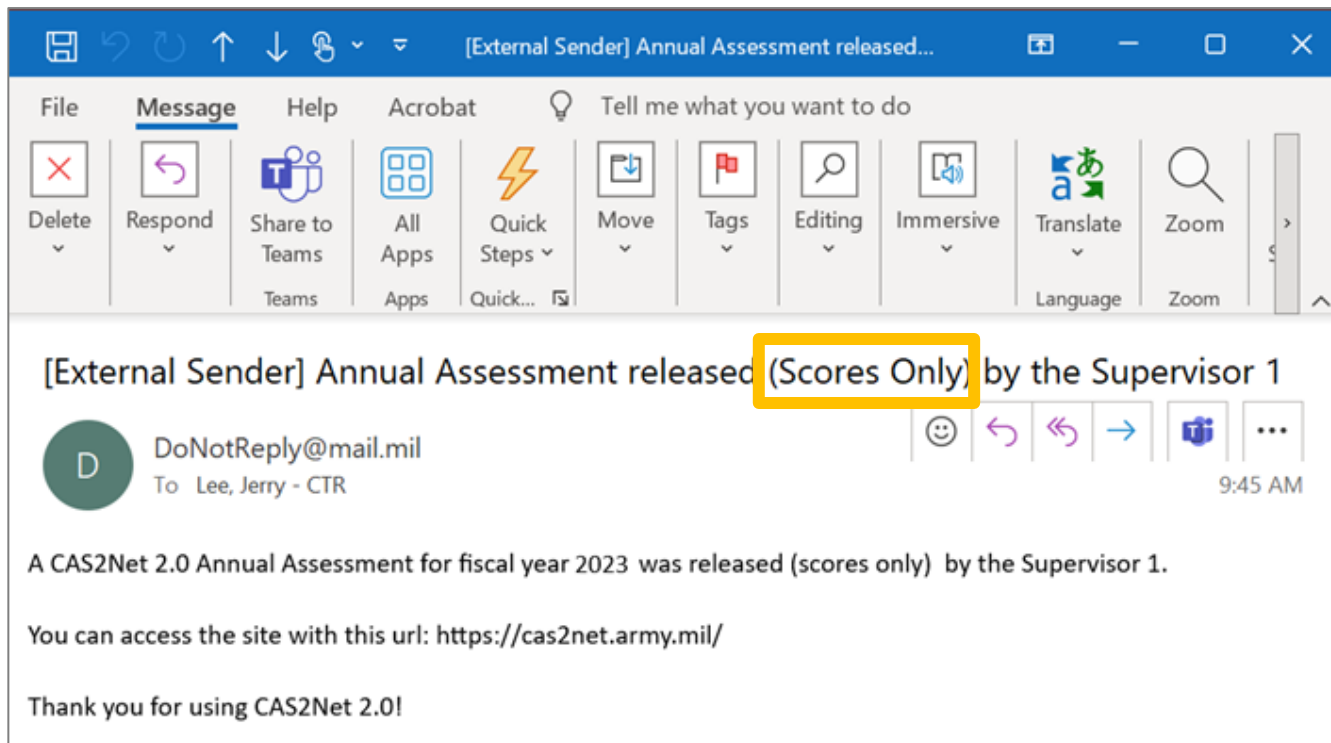 [External Sender] Annual Assessment released...
File Message Help Acrobat Tell me what you want to do
Delete Respond Share to Teams All Apps Quick Steps Move Tags Editing Immersive Translate Zoom
Teams Apps Quick... Language Zoom
[External Sender] Annual Assessment released (Scores Only) by the Supervisor 1
D
DoNotReply@mail.mil
To Lee, Jerry - CTR
9:45 AM
A CAS2Net 2.0 Annual Assessment for fiscal year 2023 was released (scores only) by the Supervisor 1.
You can access the site with this url: https://cas2net.army.mil/
Thank you for using CAS2Net 2.0!